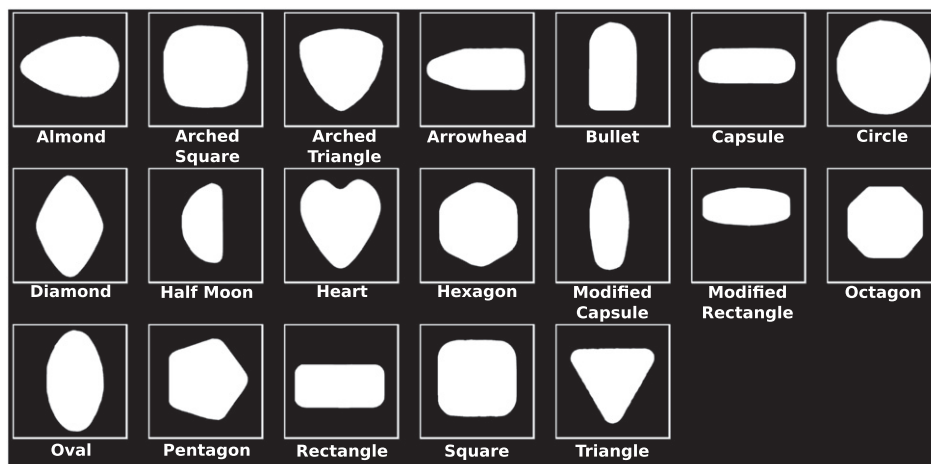 Almond
Arched
Square
Arched
Triangle
Arrowhead
Bullet
Capsule
Circle
Diamond
Half Moon
Heart
Hexagon
Modified
Capsule
Modified
Rectangle
Octagon
Oval
Pentagon
Rectangle
Square
Triangle